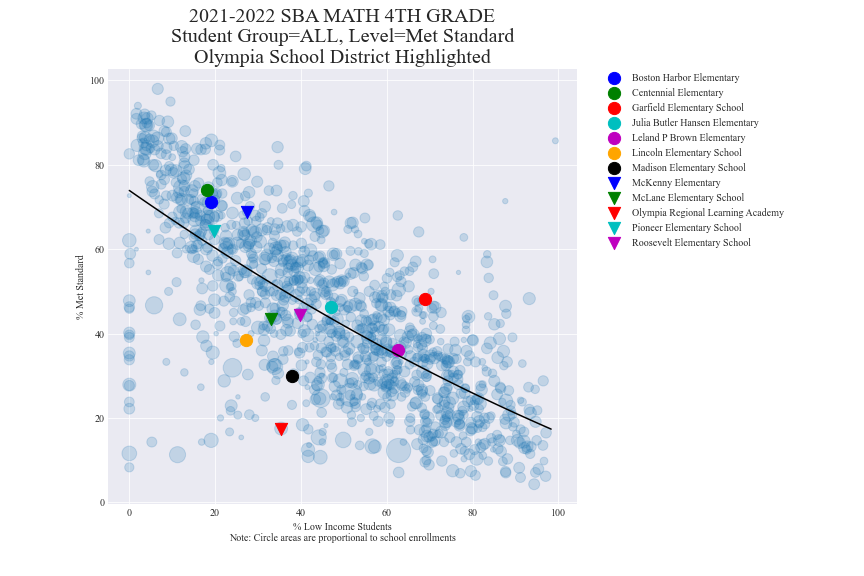 2021-2022 SBA MATH 4TH GRADE
Student Group=ALL, Level=Met Standard
Olympia School District Highlighted
% Met Standard
100
80
60
40
20
0
0 20 40 60 80 100
% Low Income Students
Note: Circle areas are proportional to school enrollments
Boston Harbor Elementary
Centennial Elementary
Garfield Elementary School
Julia Butler Hansen Elementary
Leland P Brown Elementary
Lincoln Elementary School
Madison Elementary School
McKenny Elementary
McLane Elementary School
Olympia Regional Learning Academy
Pioneer Elementary School
Roosevelt Elementary School